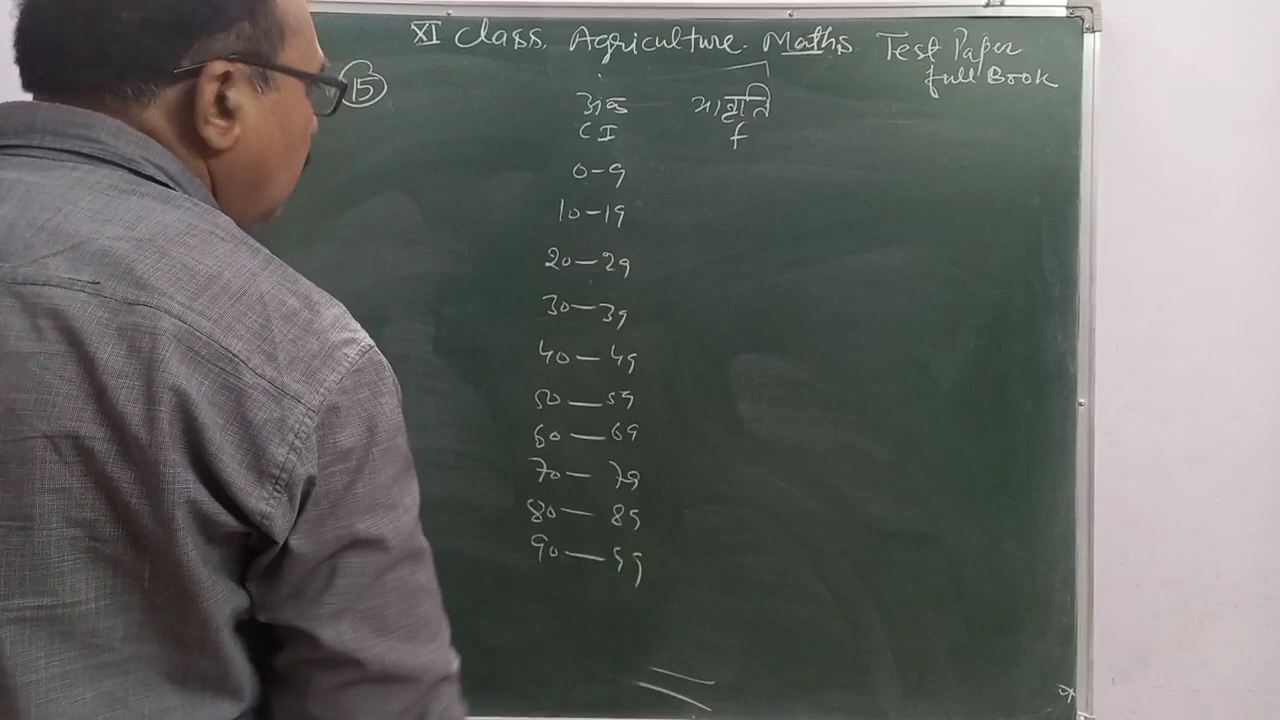 XI Class. Agriculture. Maths Test Paper
full Book
15
अंक आवृत्ति
C I f
0-9
10-19
20-29
30-39
40-49
50-59
60-69
70-79
80-89
90-99